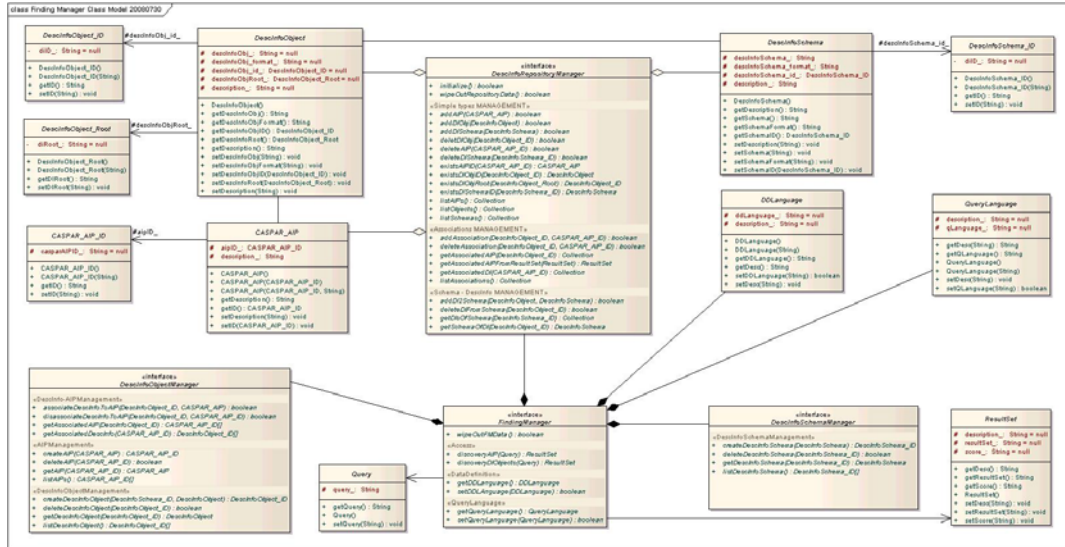 class Finding Manager Class Model 20080730
DescInfoObject_ID
- diID_: String = null
+ DescInfoObject_ID()
+ DescInfoObject_ID(String)
+ getID() : String
+ setID(String) : void
#descInfoObj_id_
DescInfoObject
# descInfoObj_: String = null
# descInfoObj_format_: String = null
# descInfoObj_id_: DescInfoObject_ID = null
# descInfoObjRoot_: DescInfoObject_Root = null
# description_: String = null
+ DescInfoObject()
+ getDescInfoObj() : String
+ getDescInfoObjFormat() : String
+ getDescInfoObjID() : DescInfoObject_ID
+ getDescInfoRoot() : DescInfoObject_Root
+ getDescription() : String
+ setDescInfoObj(String) : void
+ setDescInfoObjFormat(String) : void
+ setDescInfoObjID(DescInfoObject_ID) : void
+ setDescInfoRoot(DescInfoObject_Root) : void
+ setDescription(String) : void
#descInfoObjRoot_
DescInfoObject_Root
- diRoot_: String = null
+ DescInfoObject_Root()
+ DescInfoObject_Root(String)
+ getDIRoot() : String
+ setDIRoot(String) : void
CASPAR_AIP_ID
# casparAIPID_: String = null
+ CASPAR_AIP_ID()
+ CASPAR_AIP_ID(String)
+ getID() : String
+ setID(String) : void
#aipID_
CASPAR_AIP
# aipID_: CASPAR_AIP_ID
# description_: String
+ CASPAR_AIP()
+ CASPAR_AIP(CASPAR_AIP_ID)
+ CASPAR_AIP(CASPAR_AIP_ID, String)
+ getDescription() : String
+ getID() : CASPAR_AIP_ID
+ setDescription(String) : void
+ setID(CASPAR_AIP_ID) : void
«interface»
DescInfoRepositoryManager
+ initialize() : boolean
+ wipeOutRepositoryData() : boolean
«Simple types MANAGEMENT»
+ addAIP(CASPAR_AIP) : boolean
+ addDIObj(DescInfoObject) : boolean
+ addDISchema(DescInfoSchema) : boolean
+ deleteDIObj(DescInfoObject_ID) : boolean
+ deleteAIP(CASPAR_AIP_ID) : boolean
+ deleteDISchema(DescInfoSchema_ID) : boolean
+ existsAIPID(CASPAR_AIP_ID) : CASPAR_AIP
+ existsDIObjID(DescInfoObject_ID) : DescInfoObject
+ existsDIObjRoot(DescInfoObject_Root) : DescInfoObject_ID
+ existsDISchemaID(DescInfoSchema_ID) : DescInfoSchema
+ listAIPs() : Collection
+ listObjects() : Collection
+ listSchemas() : Collection
«Associations MANAGEMENT»
+ addAssociation(DescInfoObject_ID, CASPAR_AIP_ID) : boolean
+ deleteAssociation(DescInfoObject_ID, CASPAR_AIP_ID) : boolean
+ getAssociatedAIP(DescInfoObject_ID) : Collection
+ getAssociatedAIPFromResultSet(ResultSet) : ResultSet
+ getAssociatedDI(CASPAR_AIP_ID) : Collection
+ listAssociations() : Collection
«Schema - DescInfo MANAGEMENT»
+ addDI2Schema(DescInfoObject, DescInfoSchema) : boolean
+ deleteDIFromSchema(DescInfoObject_ID) : boolean
+ getDIsOfSchema(DescInfoSchema_ID) : Collection
+ getSchemaOfDI(DescInfoObject_ID) : DescInfoSchema
DescInfoSchema
# descInfoSchema_: String
# descInfoSchema_format_: String
# descInfoSchema_id_: DescInfoSchema_ID
# description_: String
+ DescInfoSchema()
+ getDescription() : String
+ getSchema() : String
+ getSchemaFormat() : String
+ getSchemaID() : DescInfoSchema_ID
+ setDescription(String) : void
+ setSchema(String) : void
+ setSchemaFormat(String) : void
+ setSchemaID(DescInfoSchema_ID) : void
#descInfoSchema_id_
DescInfoSchema_ID
- diID_: String = null
+ DescInfoSchema_ID()
+ DescInfoSchema_ID(String)
+ getID() : String
+ setID(String) : void
DDLanguage
# ddLanguage_: String = null
# description_: String = null
+ DDLanguage()
+ DDLanguage(String)
+ getDDLanguage() : String
+ getDesc() : String
+ setDDLanguage(String) : boolean
+ setDesc(String) : void
QueryLanguage
# description_: String = null
# qLanguage_: String = null
+ getDesc(String) : String
+ getQLanguage() : String
+ QueryLanguage()
+ QueryLanguage(String)
+ setDesc(String) : void
+ setQLanguage(String) : boolean
«interface»
DescInfoObjectManager
«DescInfo-AIPManagement»
+ associateDescInfoToAIP(DescInfoObject_ID, CASPAR_AIP) : boolean
+ disassociateDescInfoToAIP(DescInfoObject_ID, CASPAR_AIP_ID) : boolean
+ getAssociatedAIP(DescInfoObject_ID) : CASPAR_AIP_ID[]
+ getAssociatedDescInfo(CASPAR_AIP_ID) : DescInfoObject_ID[]
«AIPManagement»
+ createAIP(CASPAR_AIP) : CASPAR_AIP_ID
+ deleteAIP(CASPAR_AIP_ID) : boolean
+ getAIP(CASPAR_AIP_ID) : CASPAR_AIP
+ listAIPs() : CASPAR_AIP_ID[]
«DescInfoObjectManagement»
+ createDescInfoObject(DescInfoSchema_ID, DescInfoObject) : DescInfoObject_ID
+ deleteDescInfoObject(DescInfoObject_ID) : boolean
+ getDescInfoObject(DescInfoObject_ID) : DescInfoObject
+ listDescInfoObject() : DescInfoObject_ID[]
Query
# query_: String
+ getQuery() : String
+ Query()
+ setQuery(String) : void
«interface»
FindingManager
+ wipeOutFMData() : boolean
«Access»
+ discoveryAIP(Query) : ResultSet
+ discoveryDIObjects(Query) : ResultSet
«DataDefinition»
+ getDDLanguage() : DDLanguage
+ setDDLanguage(DDLanguage) : boolean
«QueryLanguage»
+ getQueryLanguage() : QueryLanguage
+ setQueryLanguage(QueryLanguage) : boolean
«interface»
DescInfoSchemaManager
«DescInfoSchemaManagement»
+ createDescInfoSchema(DescInfoSchema) : DescInfoSchema_ID
+ deleteDescInfoSchema(DescInfoSchema_ID) : boolean
+ getDescInfoSchema(DescInfoSchema_ID) : DescInfoSchema
+ listDescInfoSchema() : DescInfoSchema_ID[]
ResultSet
# description_: String = null
# resultSet_: String = null
# score_: String = null
+ getDesc() : String
+ getResultSet() : String
+ getScore() : String
+ ResultSet()
+ setDesc(String) : void
+ setResultSet(String) : void
+ setScore(String) : void